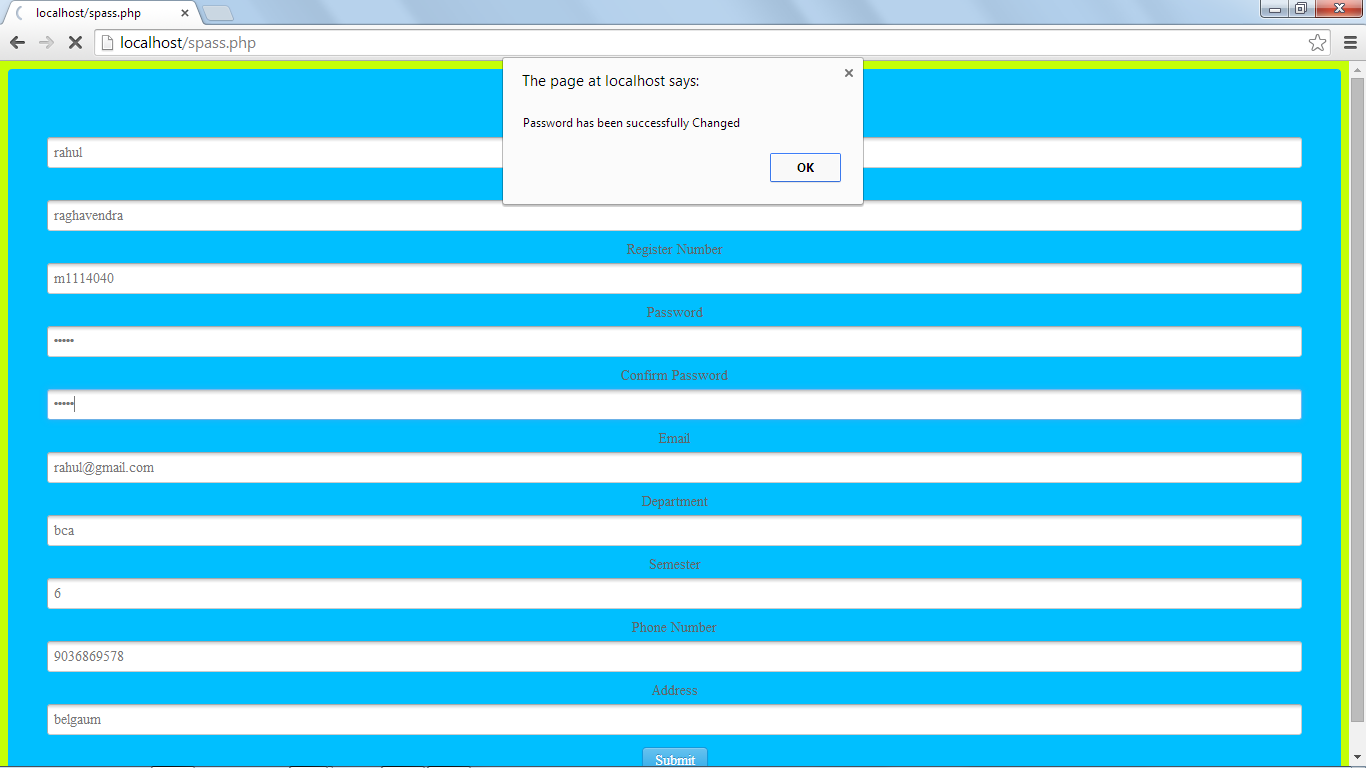 localhost/spass.php
localhost/spass.php
The page at localhost says:
Password has been successfully Changed
OK
rahul
raghavendra
Register Number
m1114040
Password
•••••
Confirm Password
•••••
Email
rahul@gmail.com
Department
bca
Semester
6
Phone Number
9036869578
Address
belgaum
Submit